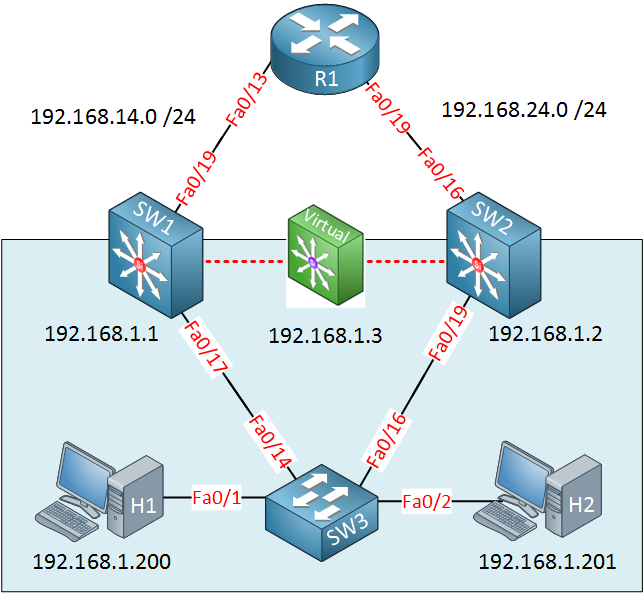 R1
192.168.14.0 /24
Fa0/13
Fa0/19
192.168.24.0 /24
Fa0/19
Fa0/16
SW1
Virtual
SW2
192.168.1.1
192.168.1.3
192.168.1.2
Fa0/17
Fa0/19
Fa0/14
Fa0/16
H1
Fa0/1
SW3
Fa0/2
H2
192.168.1.200
192.168.1.201